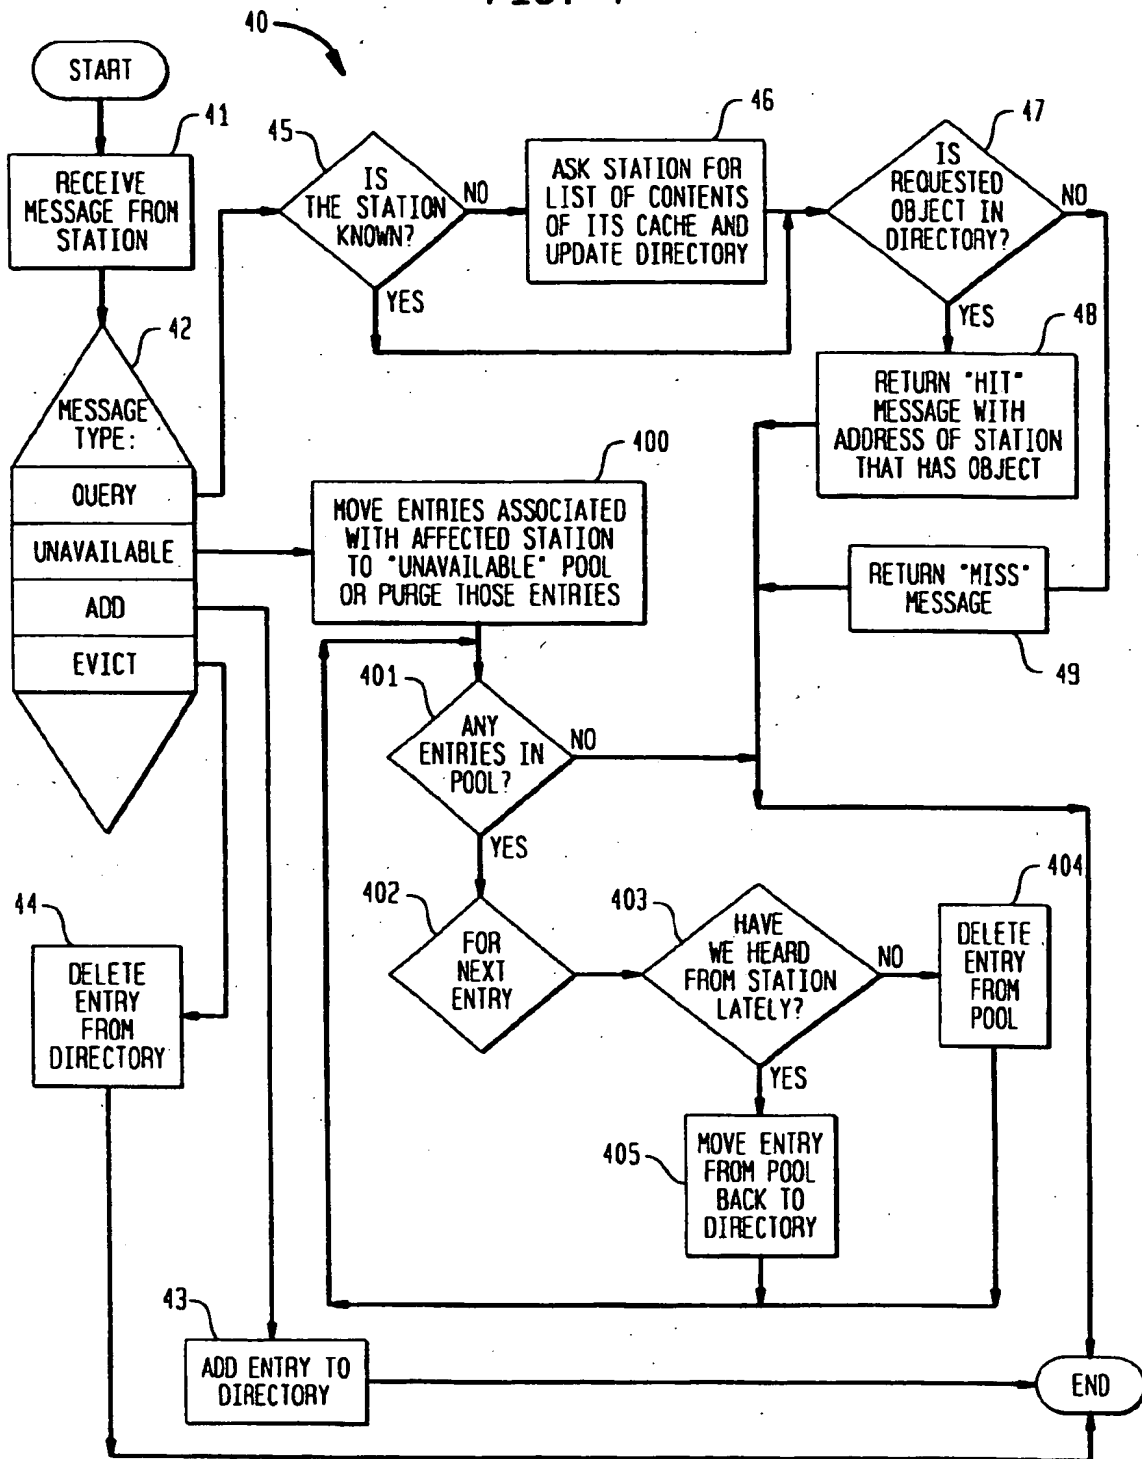 40
START
41
RECEIVE
MESSAGE FROM
STATION
42
MESSAGE
TYPE:
QUERY
UNAVAILABLE
ADD
EVICT
45
IS
THE STATION
KNOWN?
NO
YES
46
ASK STATION FOR
LIST OF CONTENTS
OF ITS CACHE AND
UPDATE DIRECTORY
47
IS
REQUESTED
OBJECT IN
DIRECTORY?
NO
YES
48
RETURN "HIT"
MESSAGE WITH
ADDRESS OF STATION
THAT HAS OBJECT
RETURN "MISS"
MESSAGE
49
400
MOVE ENTRIES ASSOCIATED
WITH AFFECTED STATION
TO "UNAVAILABLE" POOL
OR PURGE THOSE ENTRIES
401
ANY
ENTRIES IN
POOL?
NO
YES
402
FOR
NEXT
ENTRY
403
HAVE
WE HEARD
FROM STATION
LATELY?
NO
YES
404
DELETE
ENTRY
FROM
POOL
405
MOVE ENTRY
FROM POOL
BACK TO
DIRECTORY
44
DELETE
ENTRY
FROM
DIRECTORY
43
ADD ENTRY TO
DIRECTORY
END